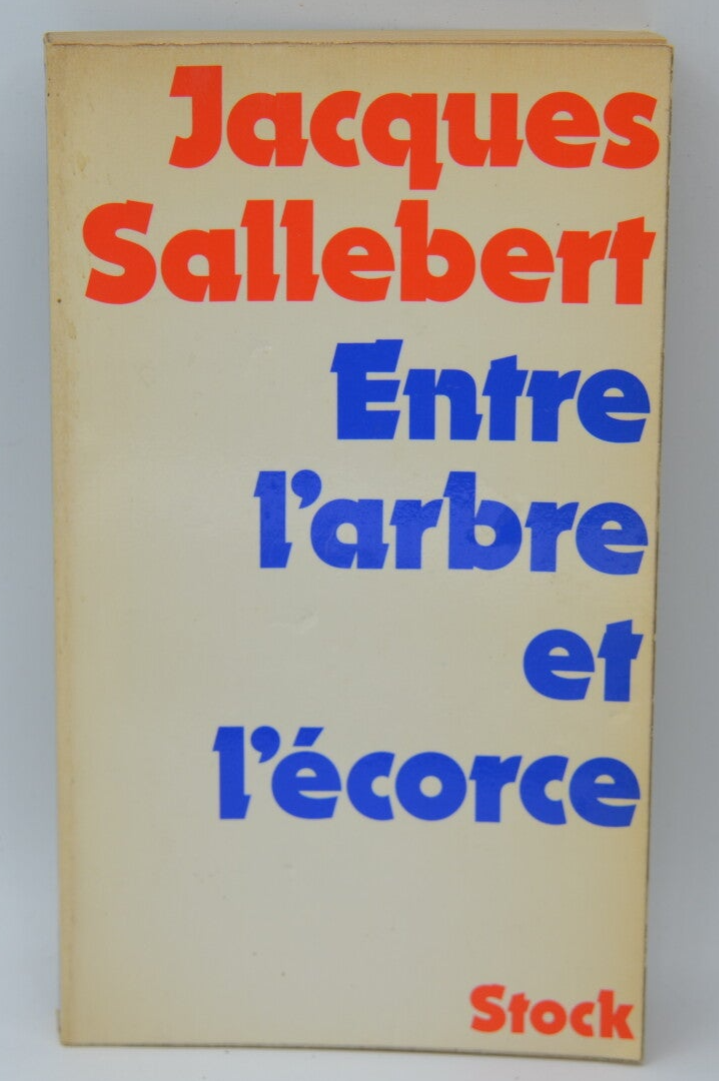 Jacques
Sallebert
Entre
l'arbre
et
l'écorce
Stock